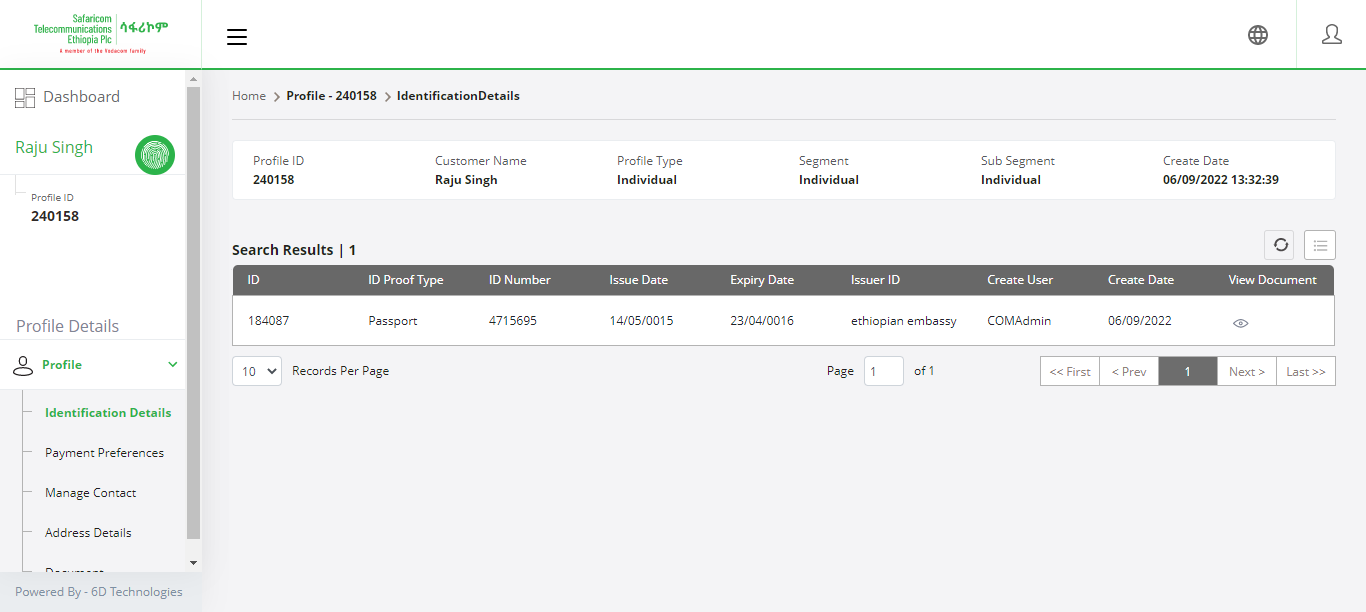 Safaricom
Telecommunications
Ethiopia Plc
ሳፋሪኮም
A member of the Vodacom family
Dashboard
Raju Singh
Profile ID
240158
Profile Details
Profile
Identification Details
Payment Preferences
Manage Contact
Address Details
Document
Powered By - 6D Technologies
Home > Profile - 240158 > IdentificationDetails
Profile ID Customer Name Profile Type Segment Sub Segment Create Date
240158 Raju Singh Individual Individual Individual 06/09/2022 13:32:39
Search Results | 1
ID ID Proof Type ID Number Issue Date Expiry Date Issuer ID Create User Create Date View Document
184087 Passport 4715695 14/05/0015 23/04/0016 ethiopian embassy COMAdmin 06/09/2022
10 Records Per Page Page 1 of 1 << First < Prev 1 Next > Last >>